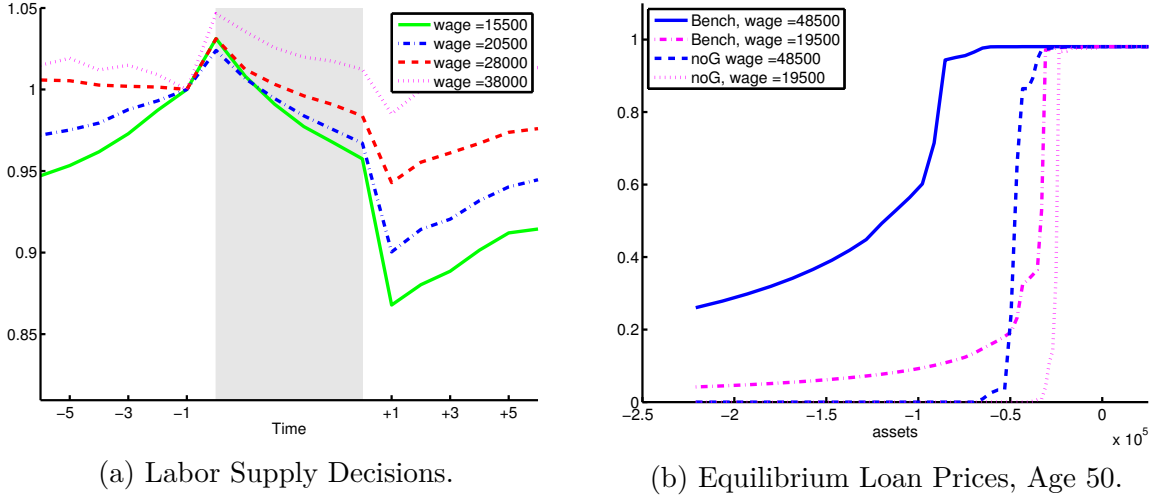 1.05
1
0.95
0.9
0.85
−5
−3
−1
+1
+3
+5
Time
wage =15500
wage =20500
wage =28000
wage =38000
(a) Labor Supply Decisions.
1
0.8
0.6
0.4
0.2
0
−2.5
−2
−1.5
−1
−0.5
0
assets
x 10^5
Bench, wage =48500
Bench, wage =19500
noG, wage =48500
noG, wage =19500
(b) Equilibrium Loan Prices, Age 50.